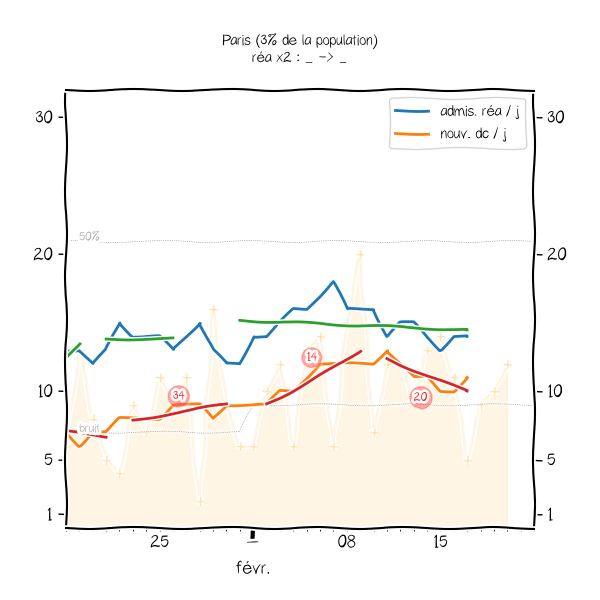 Paris (3% de la population)
réa x2 : _ -> _
admis. réa / j
nouv. dc / j
30
30
50%
20
20
14
34
20
10
10
bruit
5
5
1
1
25
08
15
févr.